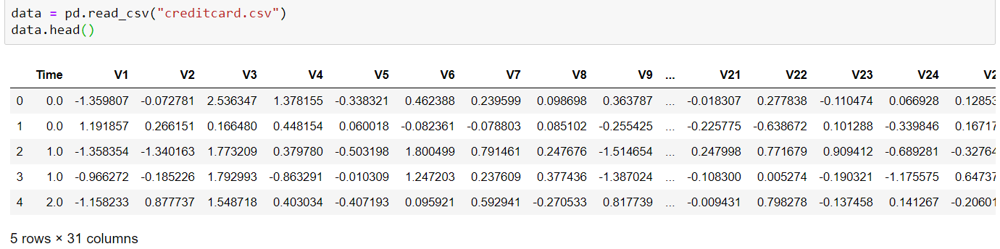 data = pd.read_csv("creditcard.csv")
data.head()
Time V1 V2 V3 V4 V5 V6 V7 V8 V9 ... V21 V22 V23 V24
0 0.0 -1.359807 -0.072781 2.536347 1.378155 -0.338321 0.462388 0.239599 0.098698 0.363787 ... -0.018307 0.277838 -0.110474 0.066928 0.12853
1 0.0 1.191857 0.266151 0.166480 0.448154 0.060018 -0.082361 -0.078803 0.085102 -0.255425 ... -0.225775 -0.638672 0.101288 -0.339846 0.16717
2 1.0 -1.358354 -1.340163 1.773209 0.379780 -0.503198 1.800499 0.791461 0.247676 -1.514654 ... 0.247998 0.771679 0.909412 -0.689281 -0.32764
3 1.0 -0.966272 -0.185226 1.792993 -0.863291 -0.010309 1.247203 0.237609 0.377436 -1.387024 ... -0.108300 0.005274 -0.190321 -1.175575 0.64737
4 2.0 -1.158233 0.877737 1.548718 0.403034 -0.407193 0.095921 0.592941 -0.270533 0.817739 ... -0.009431 0.798278 -0.137458 0.141267 -0.20601
5 rows × 31 columns